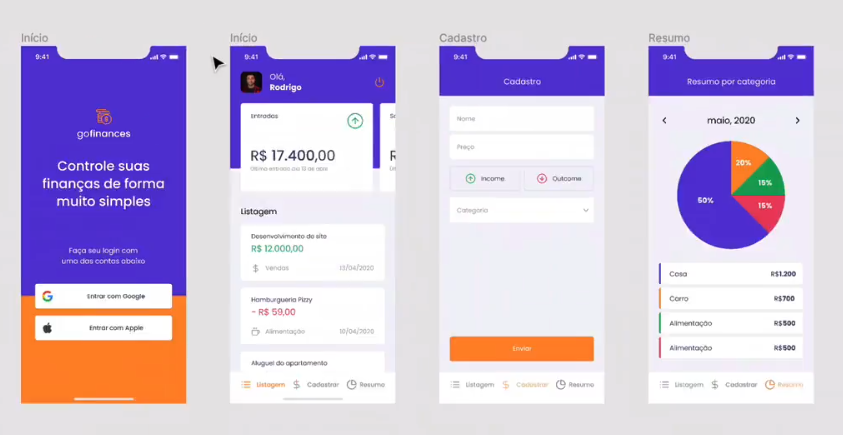 Início
9:41
gofinances
Controle suas
finanças de forma
muito simples
Faça seu login com
uma das contas abaixo
Entrar com Google
Entrar com Apple
Início
9:41
Olá,
Rodrigo
Entradas
R$ 17.400,00
Última entrada dia 13 de abril
Listagem
Desenvolvimento de site
R$ 12.000,00
Vendas
13/04/2020
Hamburgueria Pizzy
- R$ 59,00
Alimentação
10/04/2020
Aluguel do apartamento
Listagem
Cadastrar
Resumo
Cadastro
9:41
Cadastro
Nome
Preço
Income
Outcome
Categoria
Enviar
Listagem
Cadastrar
Resumo
Resumo
9:41
Resumo por categoria
maio, 2020
20%
15%
15%
50%
Casa
R$1.200
Carro
R$700
Alimentação
R$500
Alimentação
R$500
Listagem
Cadastrar
Resumo